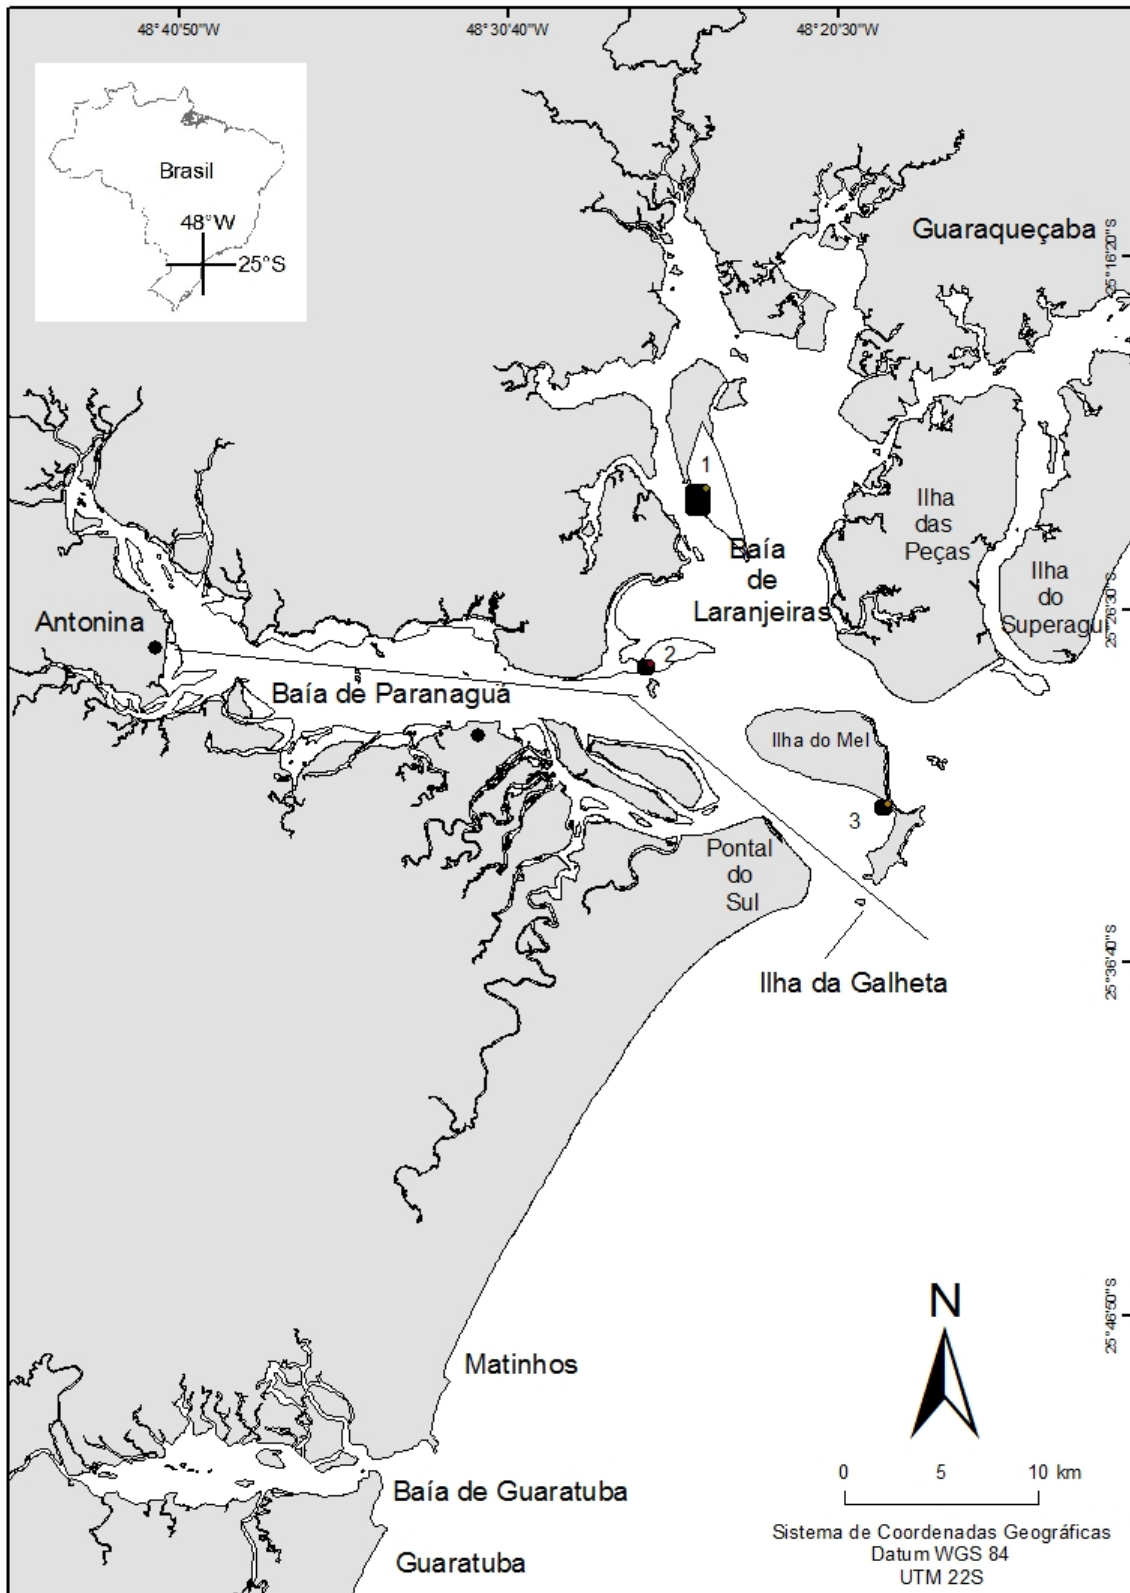 48°40'50"W
48°30'40"W
48°20'30"W
Brasil
48°W
25°S
Guaraqueçaba
25°16'20"S
1
Ilha
das
Peças
Baía
de
Laranjeiras
Ilha
do
Superagui
25°26'30"S
Antonina
2
Baía de Paranaguá
Ilha do Mel
3
Pontal
do
Sul
25°36'40"S
Ilha da Galheta
25°46'50"S
N
Matinhos
0 5 10 km
Baía de Guaratuba
Sistema de Coordenadas Geográficas
Datum WGS 84
UTM 22S
Guaratuba